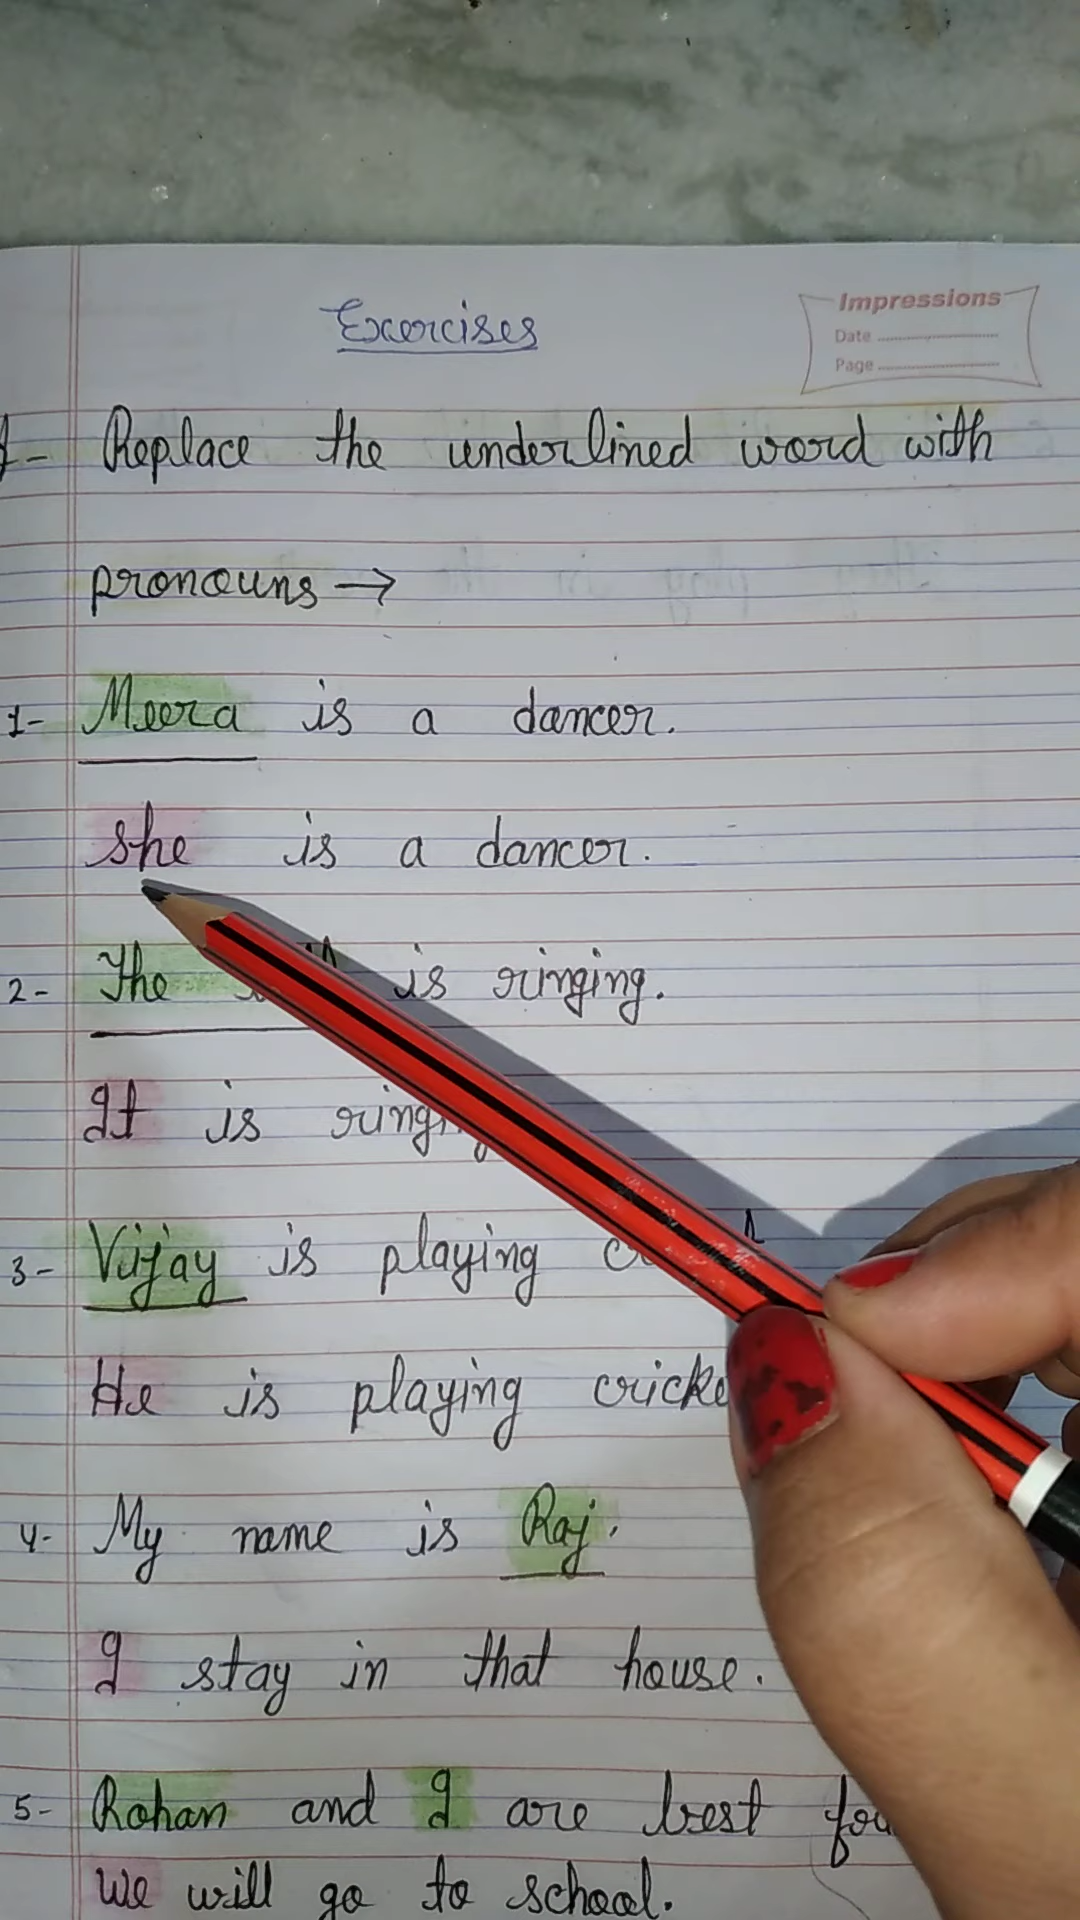 Exercises
Impressions
Date
Page
1- Replace the underlined word with
pronouns →
1- Meera is a dancer.
she is a dancer.
2- The is ringing.
It is
3- Vijay is playing
He is playing
4- My name is Raj.
I stay in that house.
5- Rohan and I are best
We will go to school.